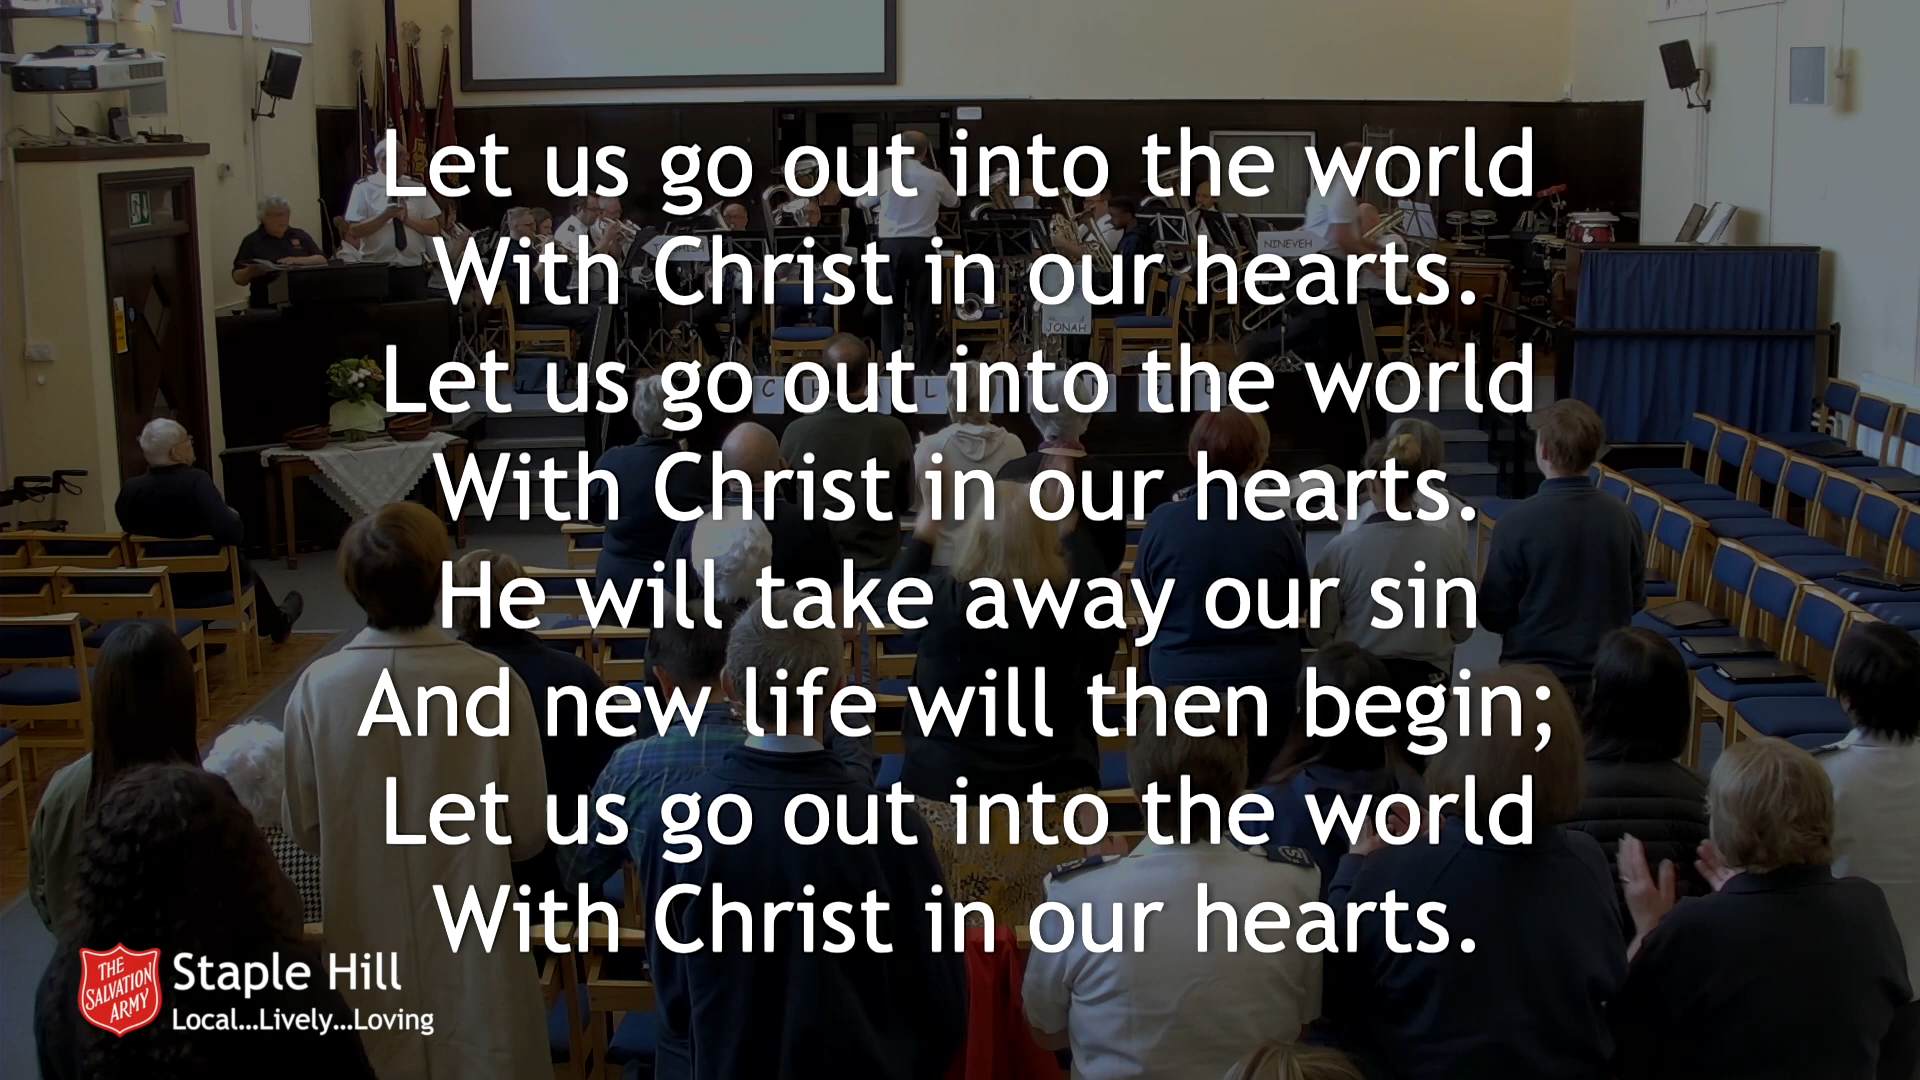 Let us go out into the world
With Christ in our hearts.
Let us go out into the world
With Christ in our hearts.
He will take away our sin
And new life will then begin;
Let us go out into the world
With Christ in our hearts.
NINEVEH
JONAH
THE
SALVATION
ARMY
Staple Hill
Local...Lively...Loving